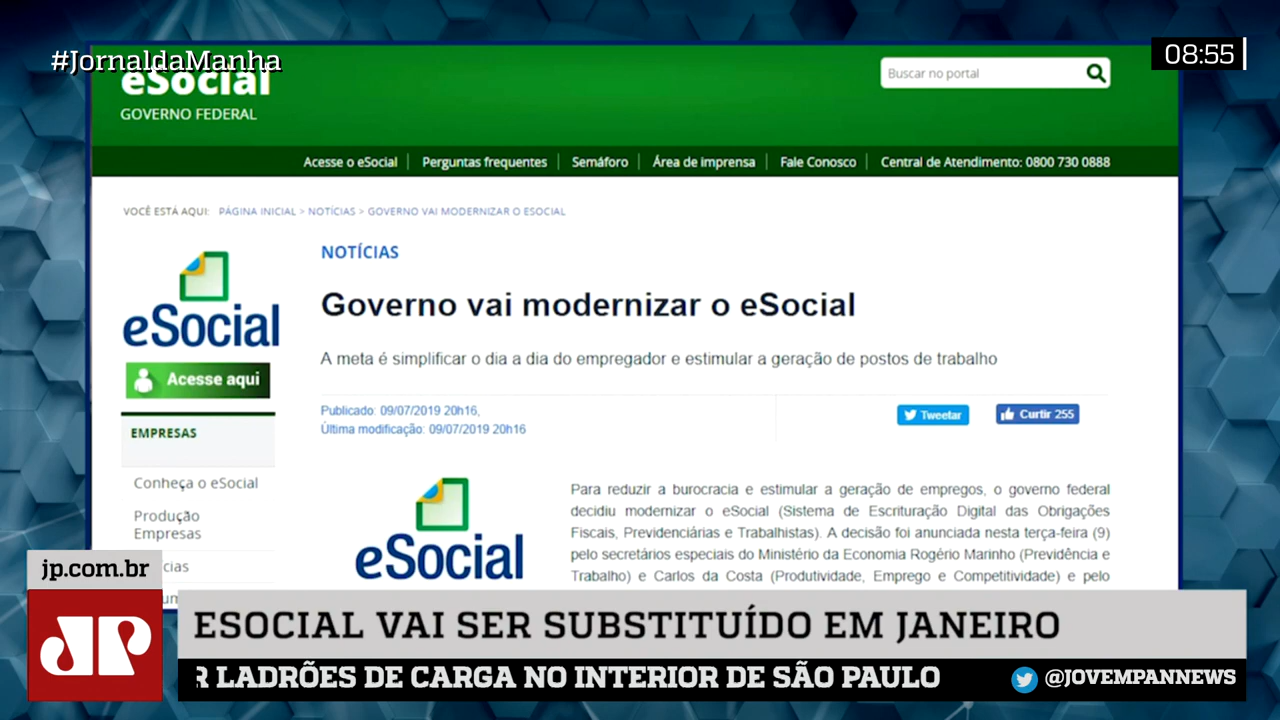 #JornaldaManha
08:55
eSocial
GOVERNO FEDERAL
Buscar no portal
Acesse o eSocial
Perguntas frequentes
Semáforo
Área de imprensa
Fale Conosco
Central de Atendimento: 0800 730 0888
VOCÊ ESTÁ AQUI: PÁGINA INICIAL > NOTÍCIAS > GOVERNO VAI MODERNIZAR O ESOCIAL
eSocial
Acesse aqui
EMPRESAS
Conheça o eSocial
Produção
Empresas
NOTÍCIAS
Governo vai modernizar o eSocial
A meta é simplificar o dia a dia do empregador e estimular a geração de postos de trabalho
Publicado: 09/07/2019 20h16,
Última modificação: 09/07/2019 20h16
Tweetar
Curtir 255
eSocial
Para reduzir a burocracia e estimular a geração de empregos, o governo federal
decidiu modernizar o eSocial (Sistema de Escrituração Digital das Obrigações
Fiscais, Previdenciárias e Trabalhistas). A decisão foi anunciada nesta terça-feira (9)
pelo secretários especiais do Ministério da Economia Rogério Marinho (Previdência e
Trabalho) e Carlos da Costa (Produtividade, Emprego e Competitividade) e pelo
jp.com.br
JP
ESOCIAL VAI SER SUBSTITUÍDO EM JANEIRO
R LADRÕES DE CARGA NO INTERIOR DE SÃO PAULO
@JOVEMPANNEWS